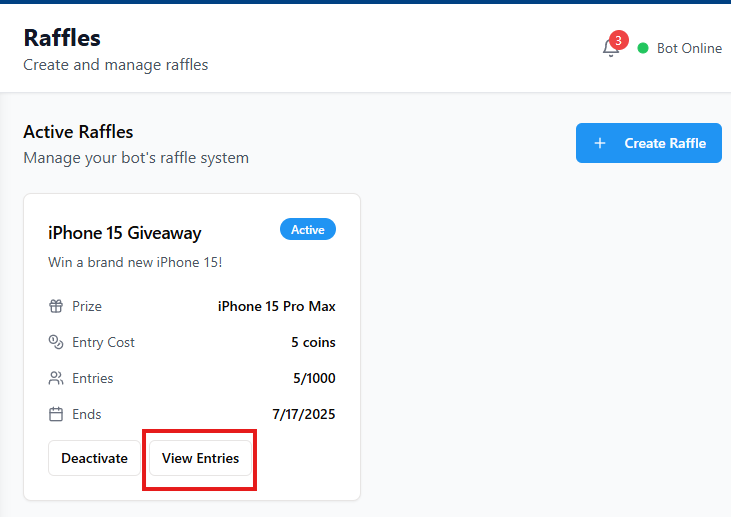 Raffles
Create and manage raffles
3
Bot Online
Active Raffles
Manage your bot's raffle system
Create Raffle
iPhone 15 Giveaway
Active
Win a brand new iPhone 15!
Prize iPhone 15 Pro Max
Entry Cost 5 coins
Entries 5/1000
Ends 7/17/2025
Deactivate View Entries